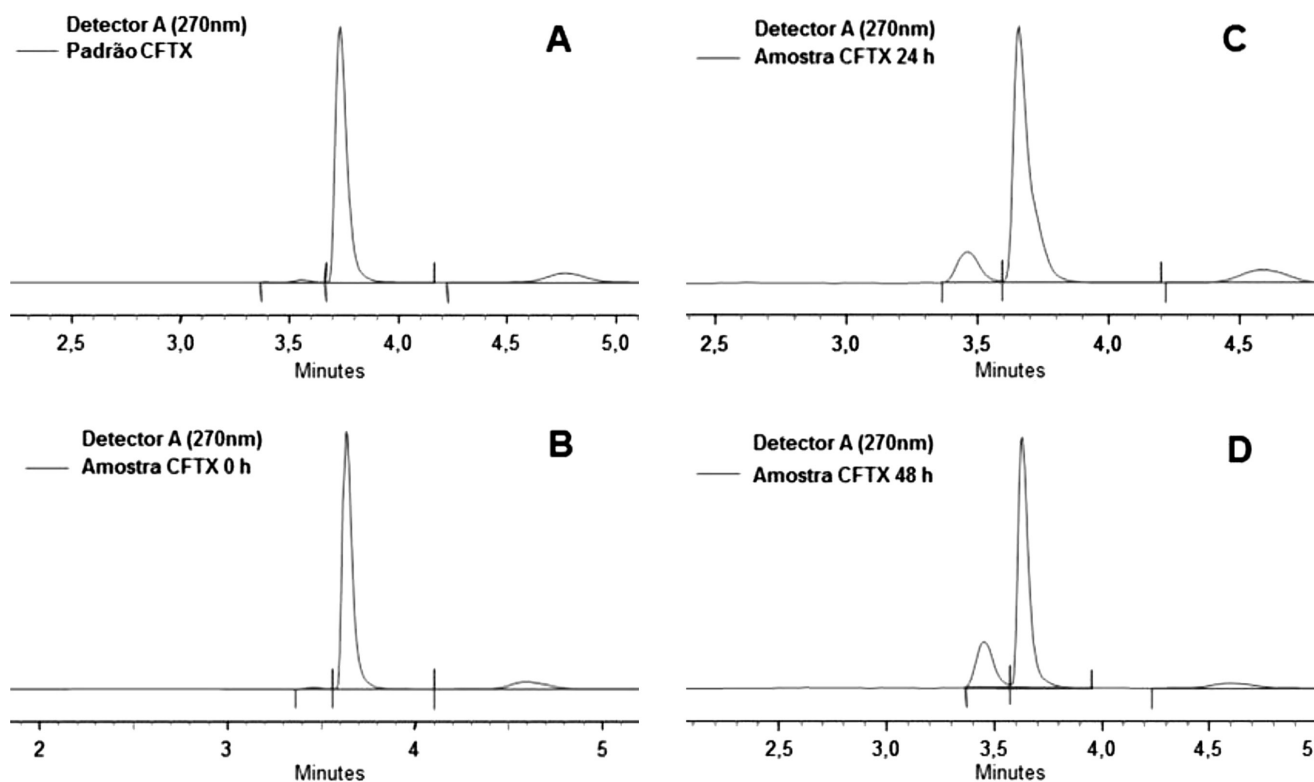 Detector A (270nm)
Padrão CFTX
A
2,5 3,0 3,5 4,0 4,5 5,0
Minutes
Detector A (270nm)
Amostra CFTX 24 h
C
2,5 3,0 3,5 4,0 4,5
Minutes
Detector A (270nm)
Amostra CFTX 0 h
B
2 3 4 5
Minutes
Detector A (270nm)
Amostra CFTX 48 h
D
2,5 3,0 3,5 4,0 4,5 5
Minutes